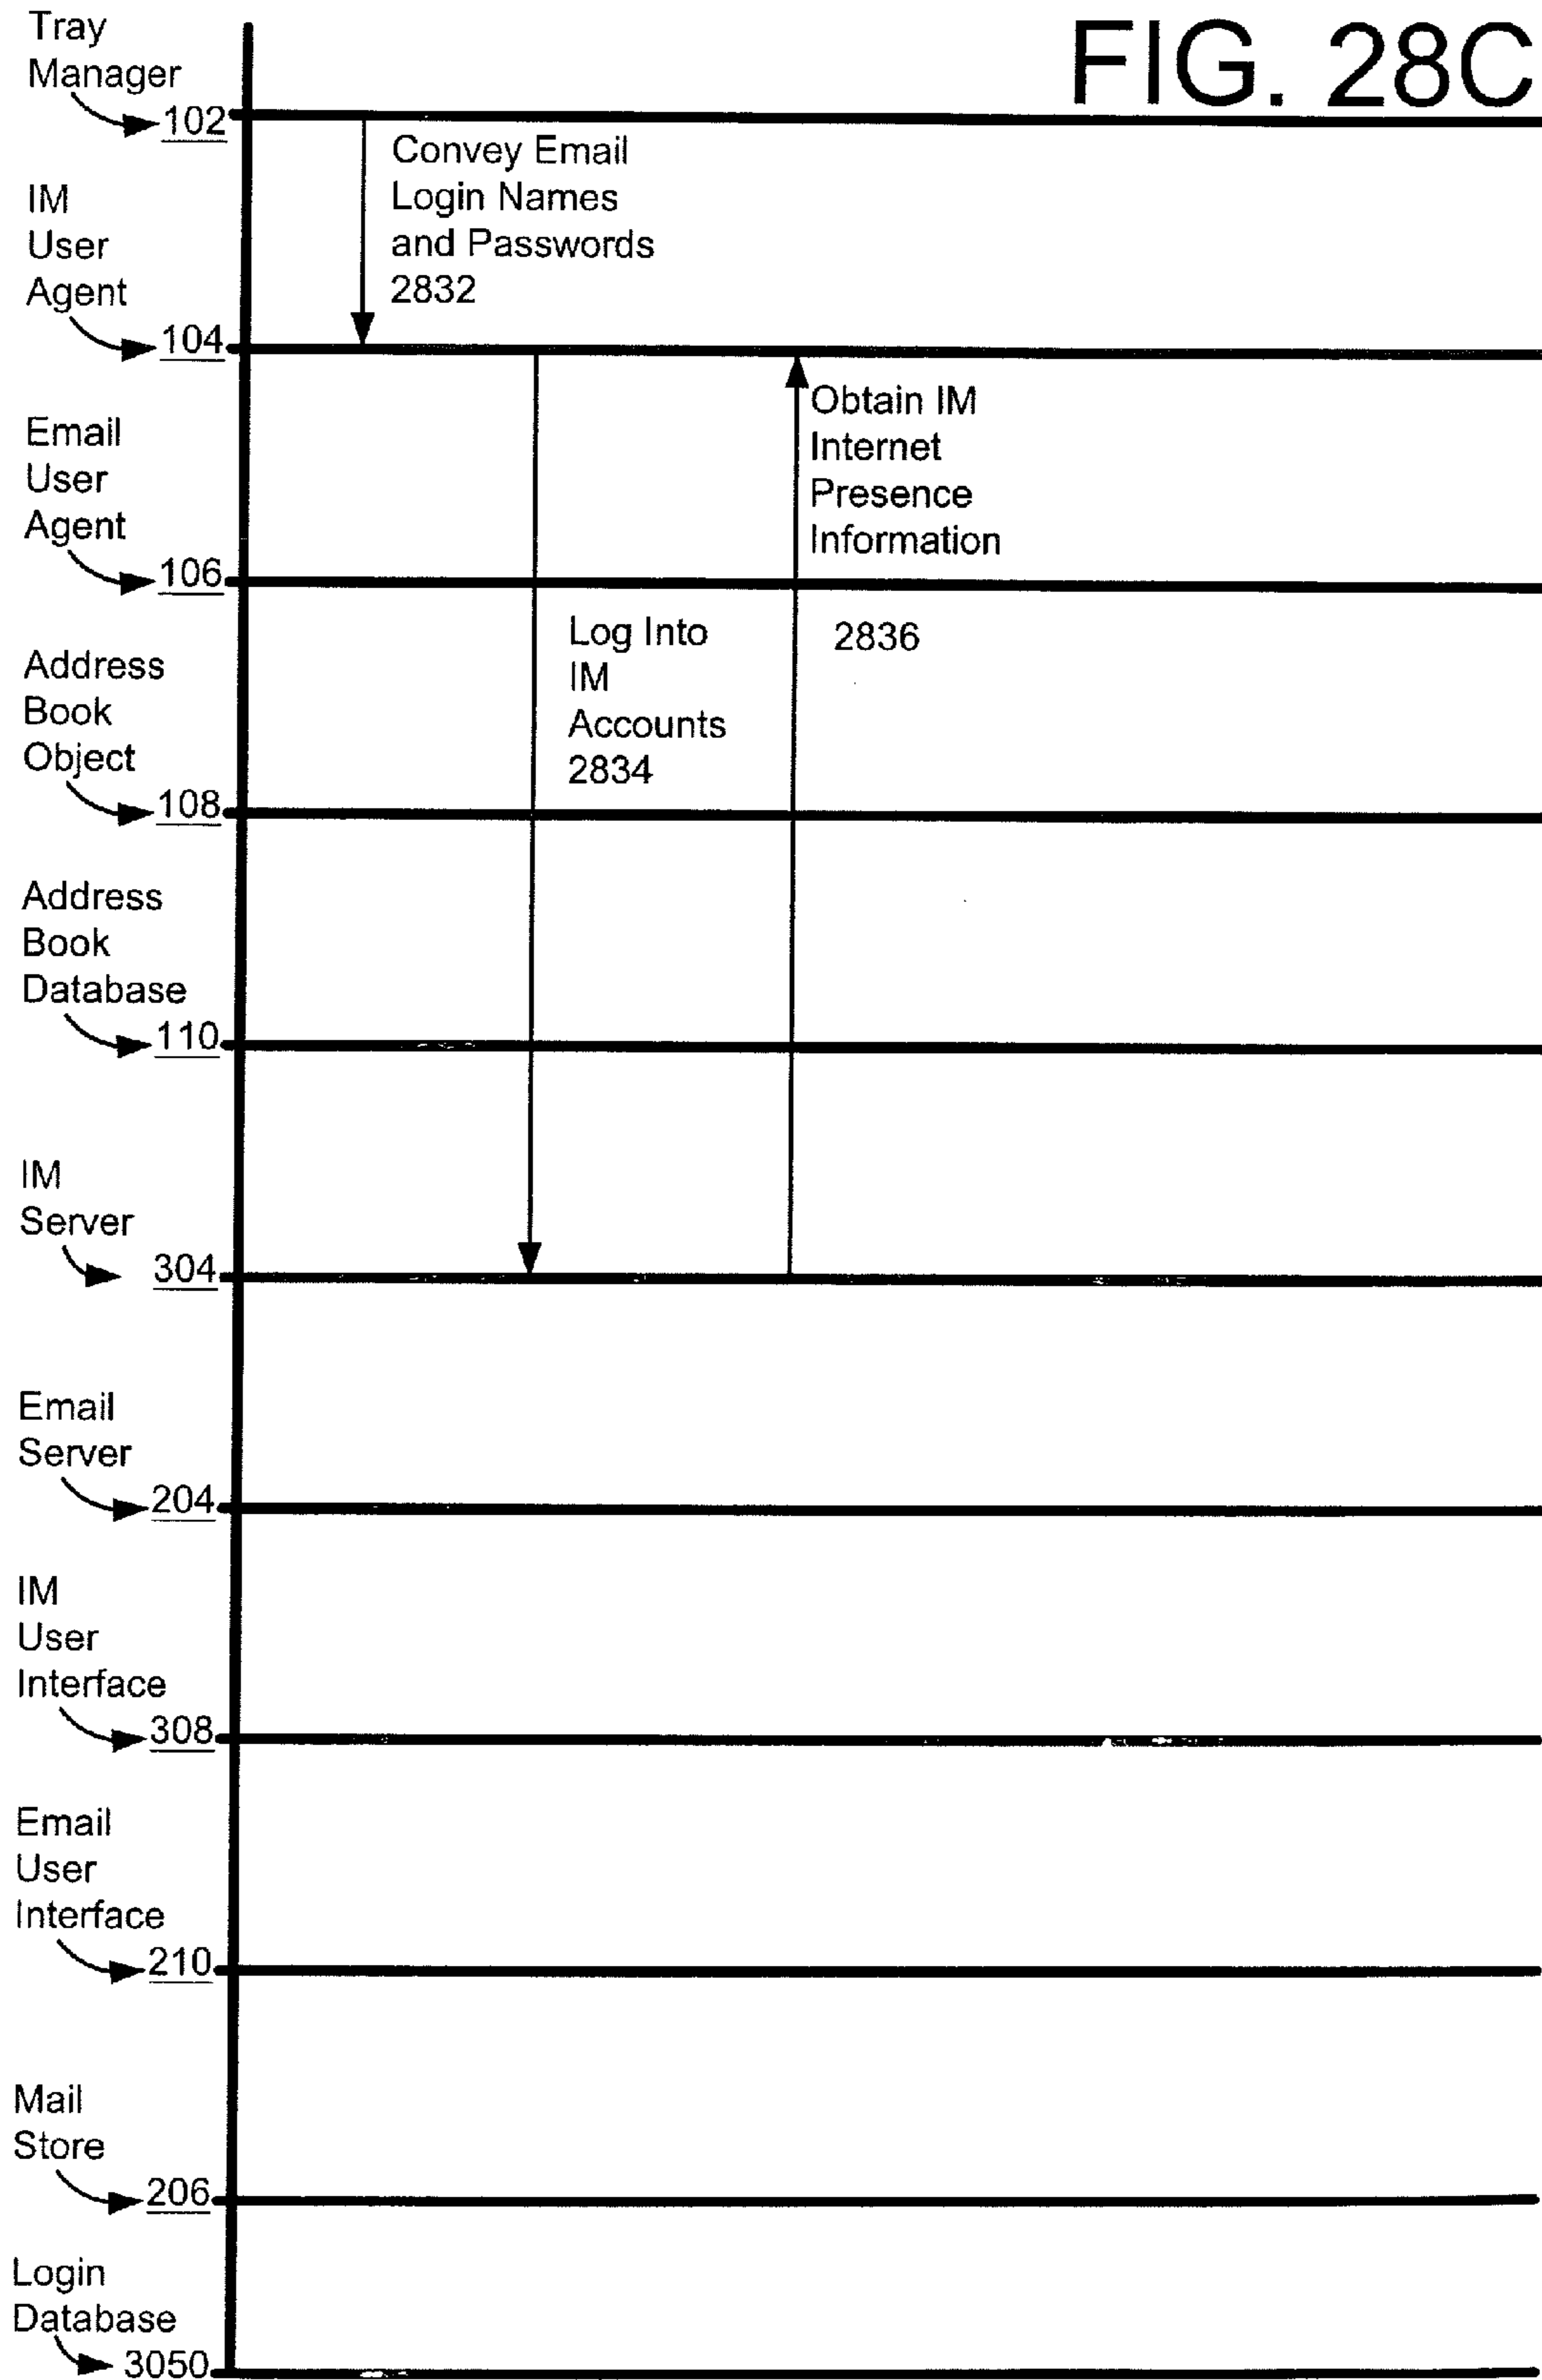 FIG. 28C
Tray
Manager
102
Convey Email
Login Names
and Passwords
2832
IM
User
Agent
104
Obtain IM
Internet
Presence
Information
2836
Email
User
Agent
106
Log Into
IM
Accounts
2834
Address
Book
Object
108
Address
Book
Database
110
IM
Server
304
Email
Server
204
IM
User
Interface
308
Email
User
Interface
210
Mail
Store
206
Login
Database
3050